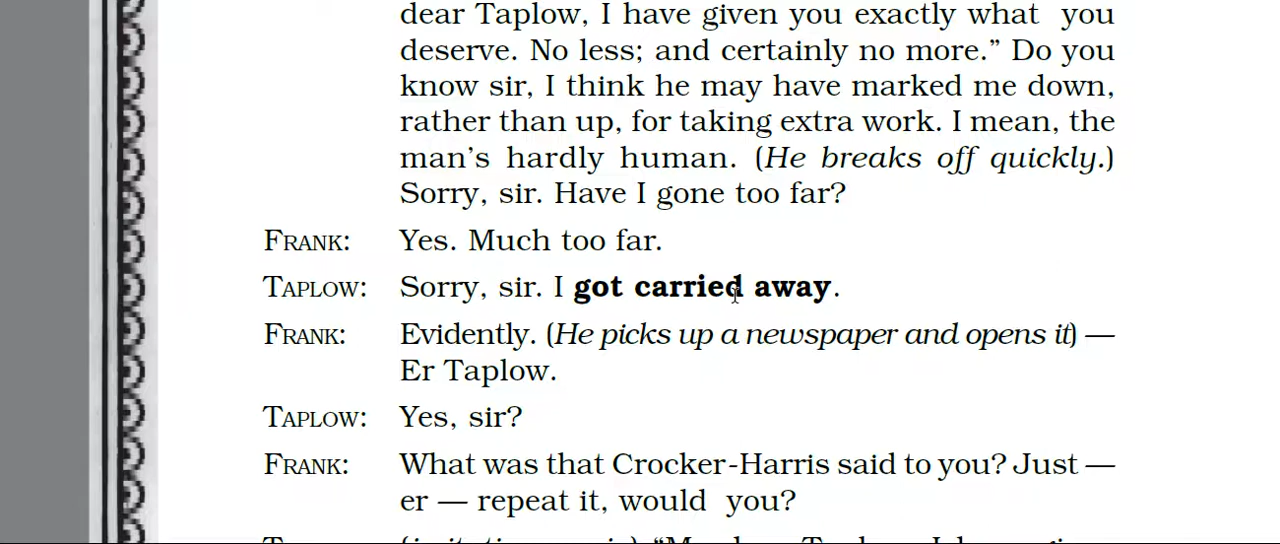 dear Taplow, I have given you exactly what you
deserve. No less; and certainly no more.” Do you
know sir, I think he may have marked me down,
rather than up, for taking extra work. I mean, the
man’s hardly human. (He breaks off quickly.)
Sorry, sir. Have I gone too far?
FRANK: Yes. Much too far.
TAPLOW: Sorry, sir. I got carried away.
FRANK: Evidently. (He picks up a newspaper and opens it) —
Er Taplow.
TAPLOW: Yes, sir?
FRANK: What was that Crocker-Harris said to you? Just —
er — repeat it, would you?